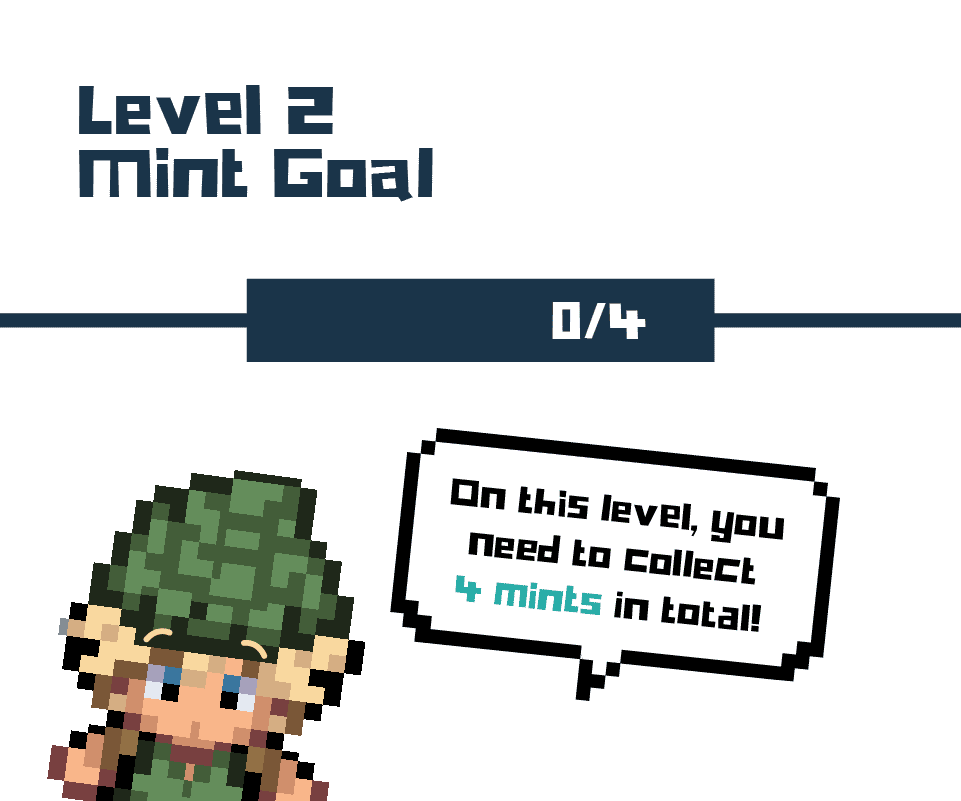 Level 2
Mint Goal
0/4
On this level, you
need to collect
4 mints in total!